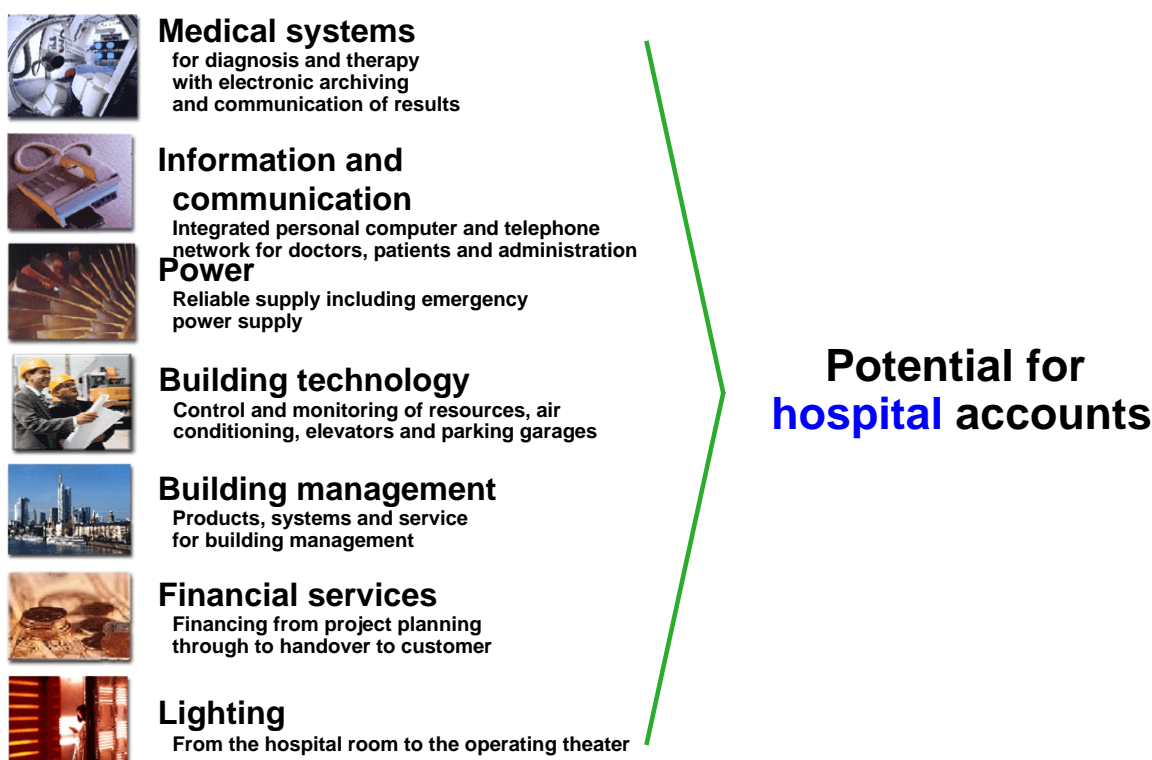 Medical systems
for diagnosis and therapy
with electronic archiving
and communication of results
Information and
communication
Integrated personal computer and telephone
network for doctors, patients and administration
Power
Reliable supply including emergency
power supply
Building technology
Control and monitoring of resources, air
conditioning, elevators and parking garages
Building management
Products, systems and service
for building management
Financial services
Financing from project planning
through to handover to customer
Lighting
From the hospital room to the operating theater
Potential for
hospital accounts